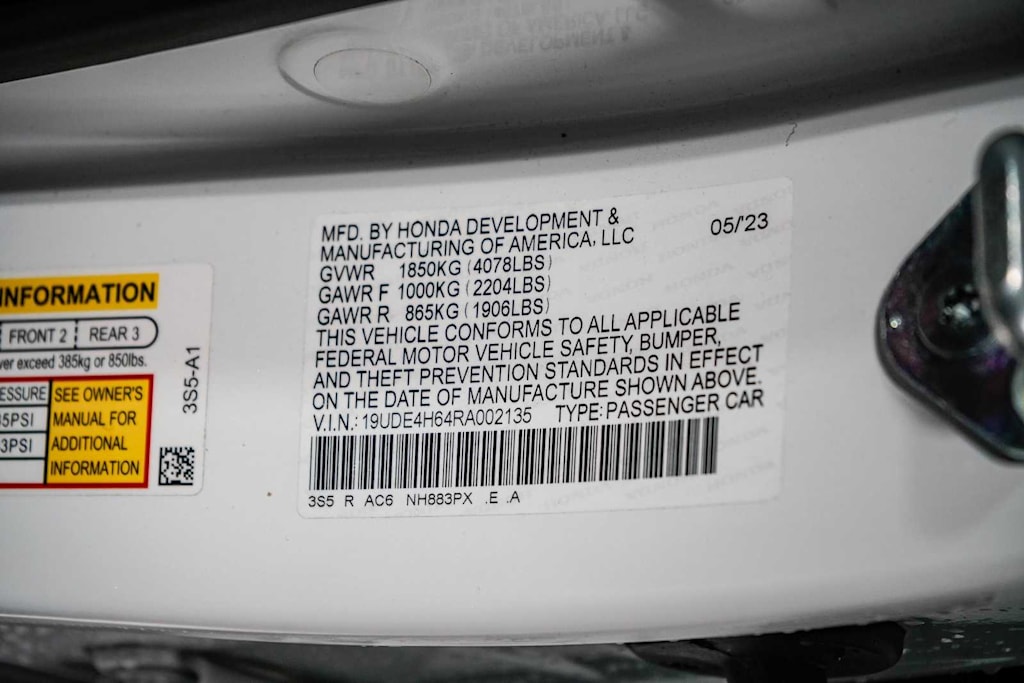 INFORMATION
FRONT 2 REAR 3
ver exceed 385kg or 850lbs.
ESSURE
5PSI
3PSI
SEE OWNER'S
MANUAL FOR
ADDITIONAL
INFORMATION
3S5-A1
MFD. BY HONDA DEVELOPMENT &
MANUFACTURING OF AMERICA, LLC
05/'23
GVWR 1850KG (4078LBS)
GAWR F 1000KG (2204LBS)
GAWR R 865KG (1906LBS)
THIS VEHICLE CONFORMS TO ALL APPLICABLE
FEDERAL MOTOR VEHICLE SAFETY, BUMPER,
AND THEFT PREVENTION STANDARDS IN EFFECT
ON THE DATE OF MANUFACTURE SHOWN ABOVE.
V.I.N.: 19UDE4H64RA002135 TYPE: PASSENGER CAR
3S5 R AC6 NH883PX .E .A